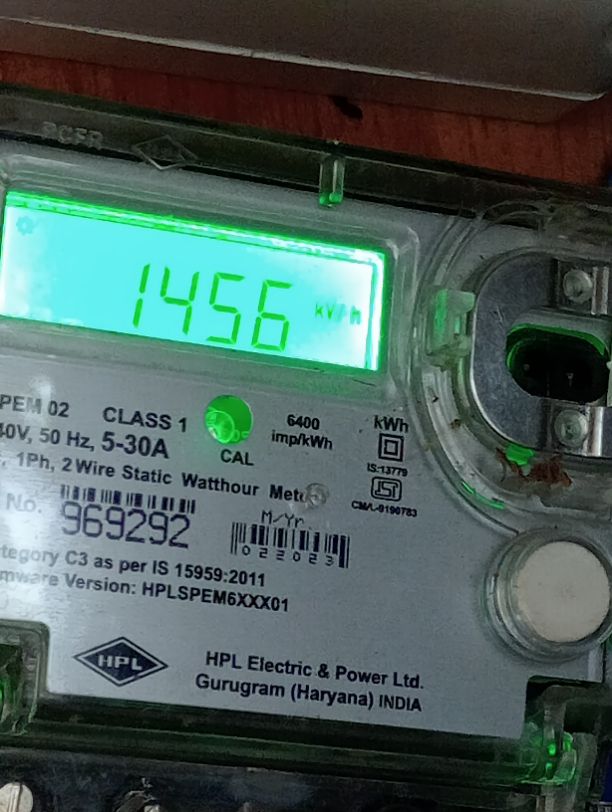 1456 kWh
PEM 02 CLASS 1
40V, 50 Hz, 5-30A
6400
imp/kWh
kWh
CAL
1Ph, 2 Wire Static Watthour
IS:13779
CM/L-9190783
No. 969292
M/Yr.
022023
tegory C3 as per IS 15959:2011
mware Version: HPLSPEM6XXX01
HPL
HPL Electric & Power Ltd.
Gurugram (Haryana) INDIA